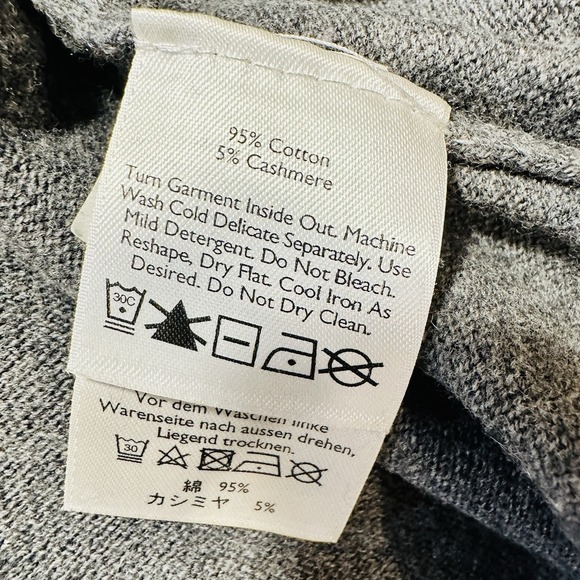 95% Cotton
5% Cashmere
Turn Garment Inside Out. Machine
Wash Cold Delicate Separately. Use
Mild Detergent. Do Not Bleach.
Reshape, Dry Flat. Cool Iron As
Desired. Do Not Dry Clean.
30C
Vor dem Waschen linke
Warenseite nach aussen drehen,
Liegend trocknen.
30
綿 95%
カシミヤ 5%